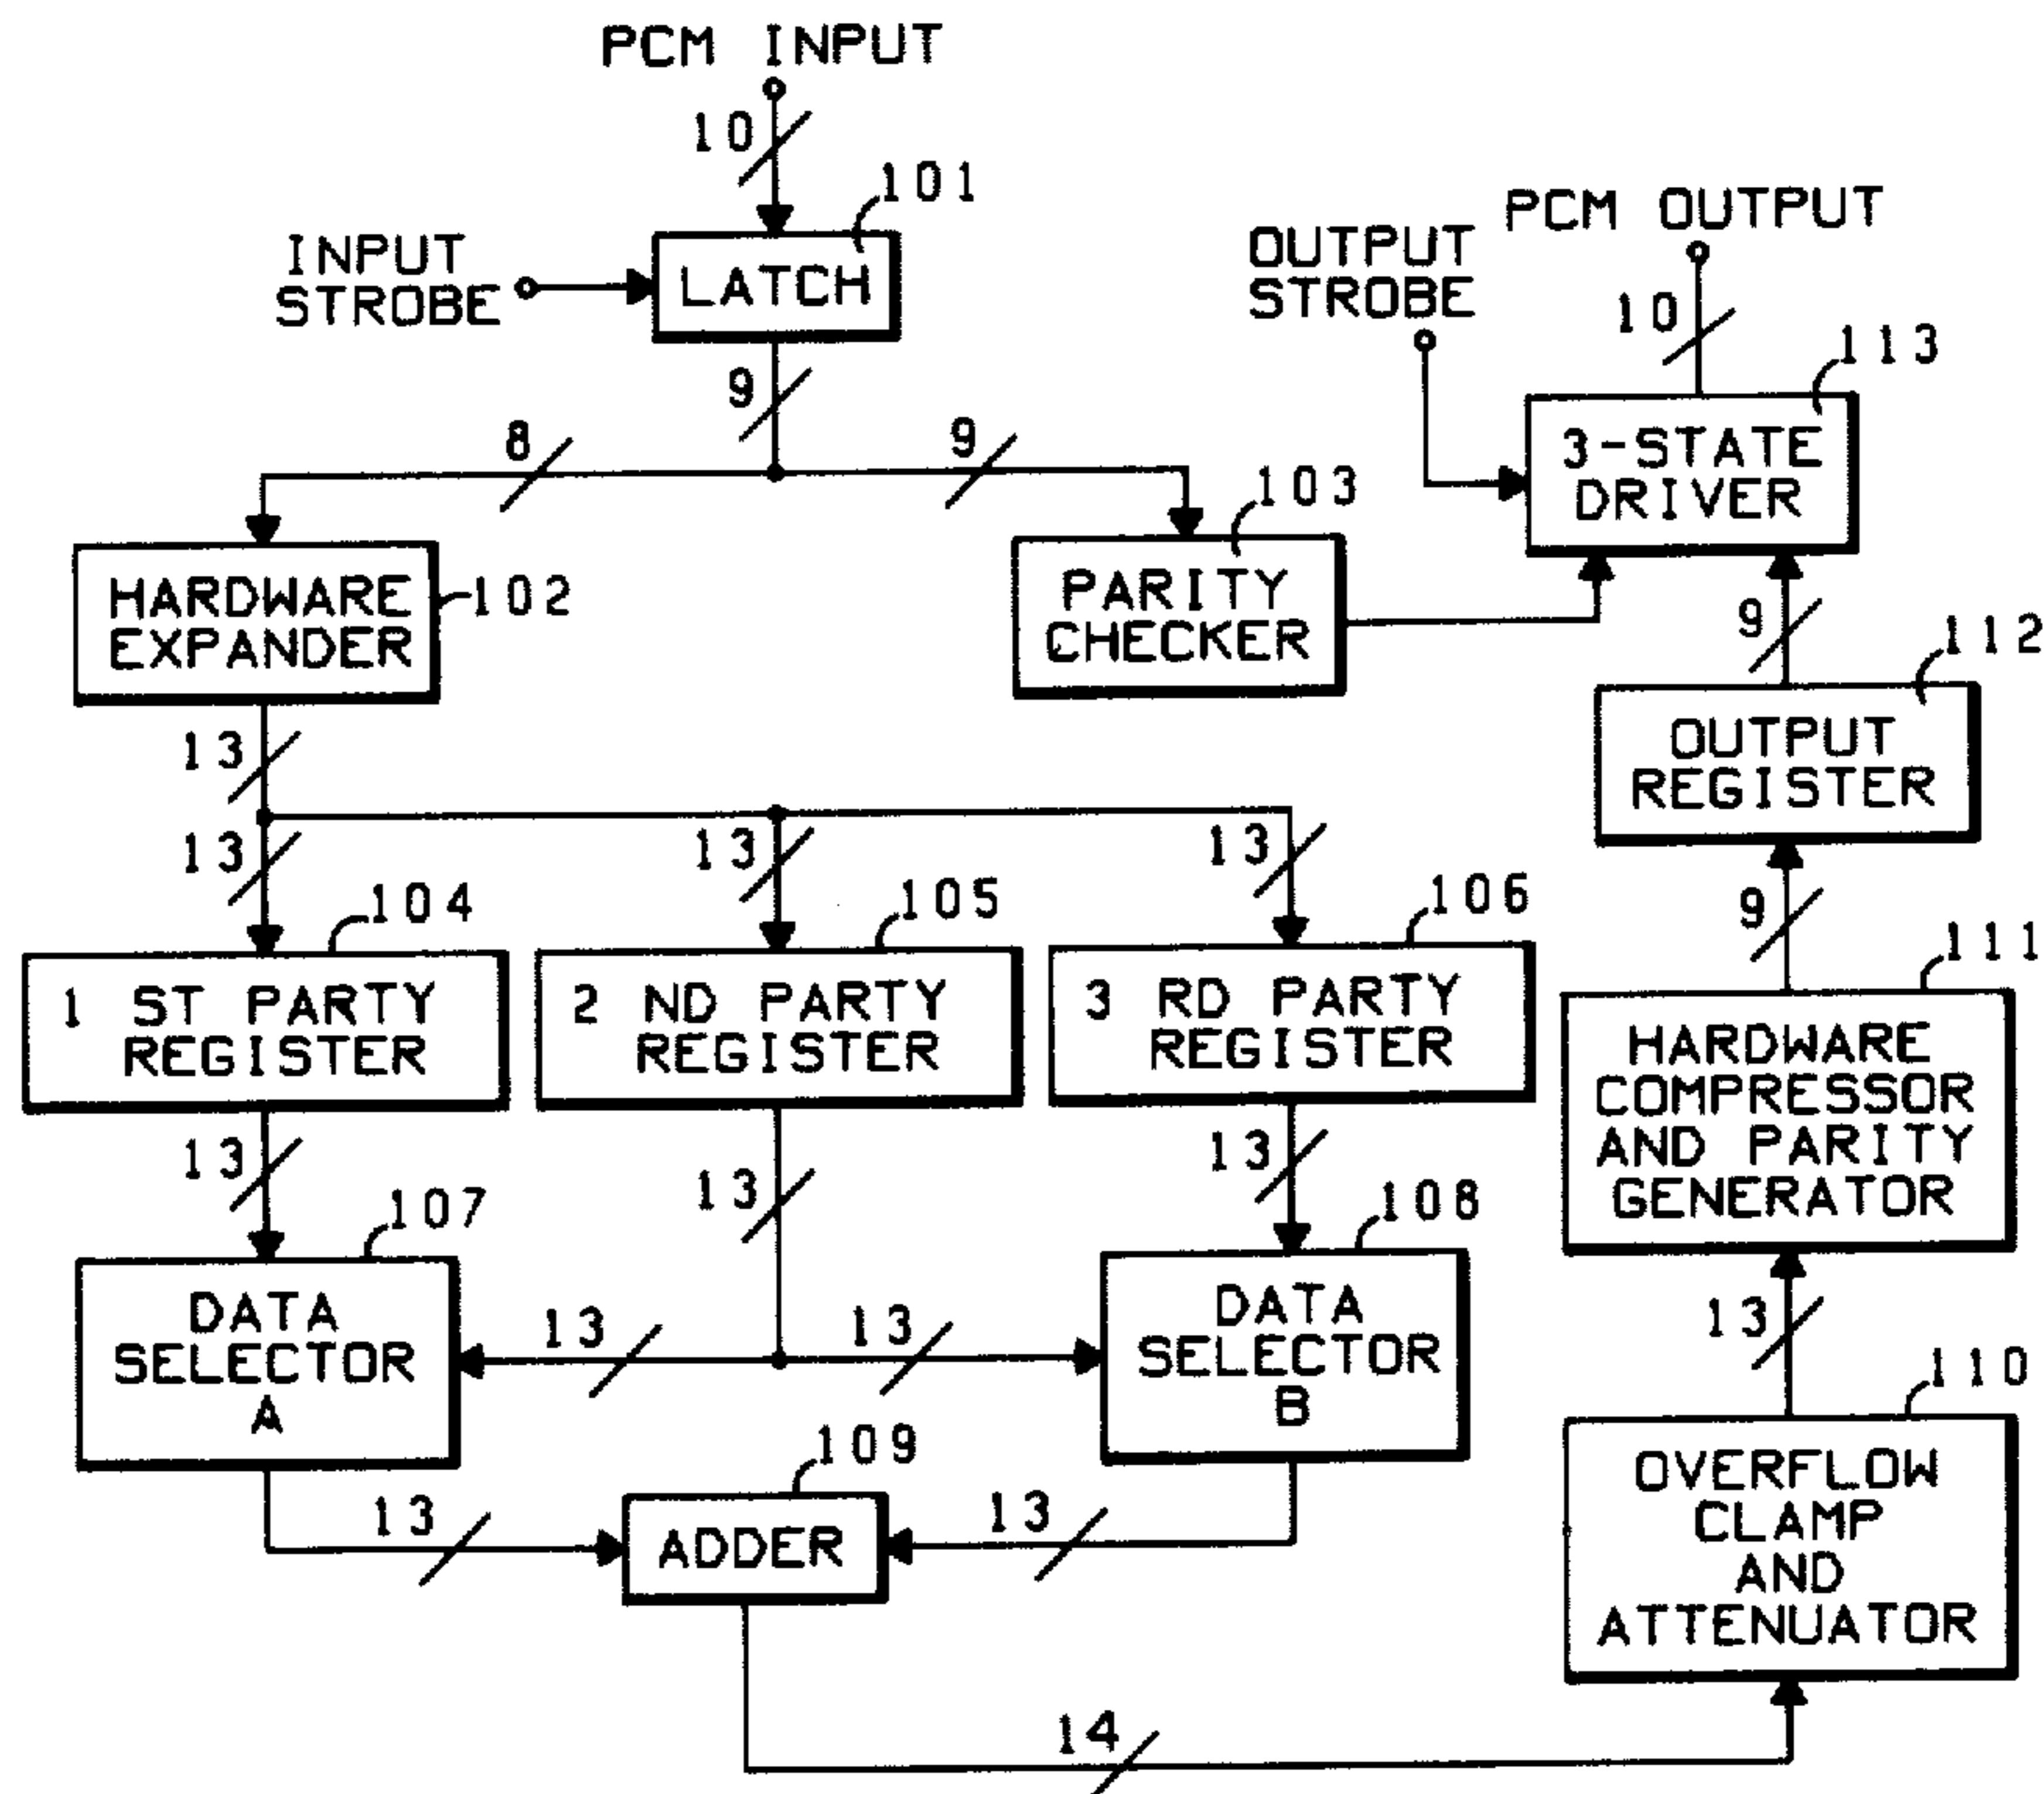 PCM INPUT
10
101
INPUT
STROBE
LATCH
PCM OUTPUT
OUTPUT
STROBE
10
113
9
8
9
3-STATE
DRIVER
103
HARDWARE
EXPANDER
102
PARITY
CHECKER
9
112
OUTPUT
REGISTER
13
13
13
13
104
105
106
9
111
1 ST PARTY
REGISTER
2 ND PARTY
REGISTER
3 RD PARTY
REGISTER
HARDWARE
COMPRESSOR
AND PARITY
GENERATOR
13
13
13
107
108
DATA
SELECTOR
A
13
13
DATA
SELECTOR
B
13
110
109
13
ADDER
13
OVERFLOW
CLAMP
AND
ATTENUATOR
14